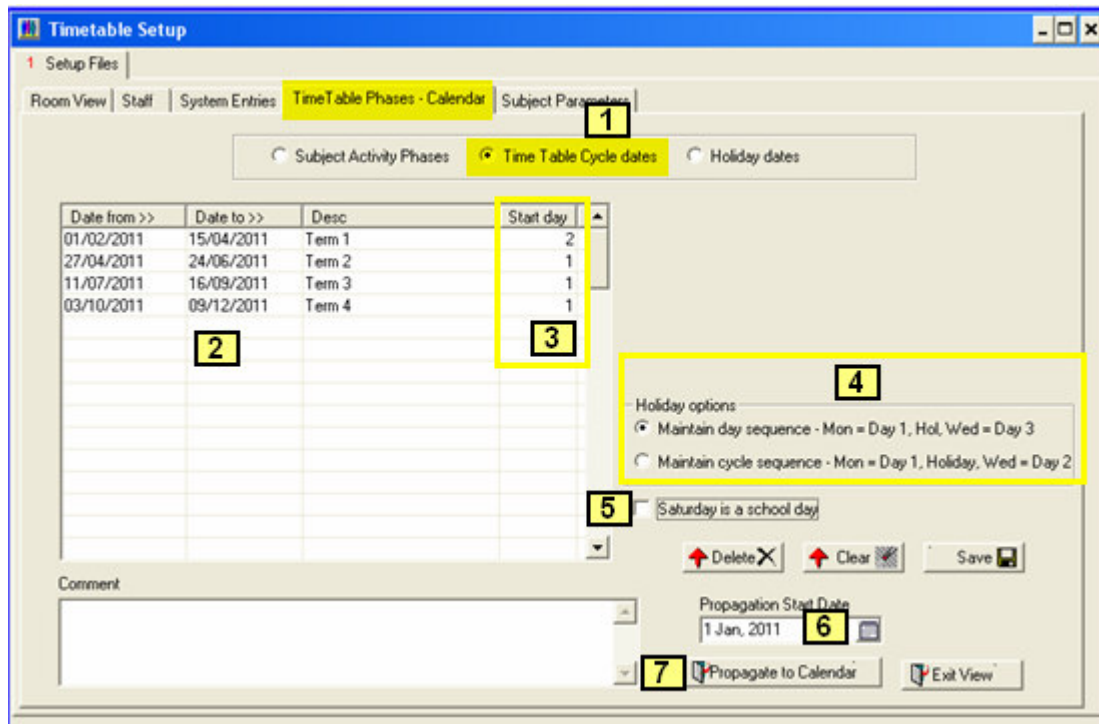 Timetable Setup
1 Setup Files
Room View Staff System Entries TimeTable Phases - Calendar Subject Parameters
1
Subject Activity Phases Time Table Cycle dates Holiday dates
Date from >> Date to >> Desc Start day
01/02/2011 15/04/2011 Term 1 2
27/04/2011 24/06/2011 Term 2 1
11/07/2011 16/09/2011 Term 3 1
03/10/2011 09/12/2011 Term 4 1
2
3
4
Holiday options
Maintain day sequence - Mon = Day 1, Hol, Wed = Day 3
Maintain cycle sequence - Mon = Day 1, Holiday, Wed = Day 2
5 Saturday is a school day
Delete Clear Save
Comment
Propagation Start Date
1 Jan, 2011 6
7 Propagate to Calendar Exit View